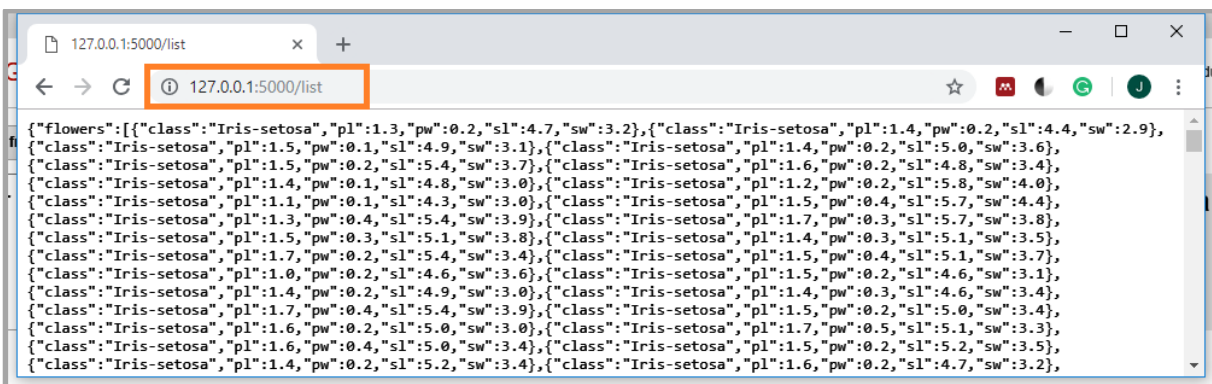 127.0.0.1:5000/list
127.0.0.1:5000/list
G
J
{"flowers":[{"class":"Iris-setosa","pl":1.3,"pw":0.2,"sl":4.7,"sw":3.2},{"class":"Iris-setosa","pl":1.4,"pw":0.2,"sl":4.4,"sw":2.9},
{"class":"Iris-setosa","pl":1.5,"pw":0.1,"sl":4.9,"sw":3.1},{"class":"Iris-setosa","pl":1.4,"pw":0.2,"sl":5.0,"sw":3.6},
{"class":"Iris-setosa","pl":1.5,"pw":0.2,"sl":5.4,"sw":3.7},{"class":"Iris-setosa","pl":1.6,"pw":0.2,"sl":4.8,"sw":3.4},
{"class":"Iris-setosa","pl":1.4,"pw":0.1,"sl":4.8,"sw":3.0},{"class":"Iris-setosa","pl":1.2,"pw":0.2,"sl":5.8,"sw":4.0},
{"class":"Iris-setosa","pl":1.1,"pw":0.1,"sl":4.3,"sw":3.0},{"class":"Iris-setosa","pl":1.5,"pw":0.4,"sl":5.7,"sw":4.4},
{"class":"Iris-setosa","pl":1.3,"pw":0.4,"sl":5.4,"sw":3.9},{"class":"Iris-setosa","pl":1.7,"pw":0.3,"sl":5.7,"sw":3.8},
{"class":"Iris-setosa","pl":1.5,"pw":0.3,"sl":5.1,"sw":3.8},{"class":"Iris-setosa","pl":1.4,"pw":0.3,"sl":5.1,"sw":3.5},
{"class":"Iris-setosa","pl":1.7,"pw":0.2,"sl":5.4,"sw":3.4},{"class":"Iris-setosa","pl":1.5,"pw":0.4,"sl":5.1,"sw":3.7},
{"class":"Iris-setosa","pl":1.0,"pw":0.2,"sl":4.6,"sw":3.6},{"class":"Iris-setosa","pl":1.5,"pw":0.2,"sl":4.6,"sw":3.1},
{"class":"Iris-setosa","pl":1.4,"pw":0.2,"sl":4.9,"sw":3.0},{"class":"Iris-setosa","pl":1.4,"pw":0.3,"sl":4.6,"sw":3.4},
{"class":"Iris-setosa","pl":1.7,"pw":0.4,"sl":5.4,"sw":3.9},{"class":"Iris-setosa","pl":1.5,"pw":0.2,"sl":5.0,"sw":3.4},
{"class":"Iris-setosa","pl":1.6,"pw":0.2,"sl":5.0,"sw":3.0},{"class":"Iris-setosa","pl":1.7,"pw":0.5,"sl":5.1,"sw":3.3},
{"class":"Iris-setosa","pl":1.6,"pw":0.4,"sl":5.0,"sw":3.4},{"class":"Iris-setosa","pl":1.5,"pw":0.2,"sl":5.2,"sw":3.5},
{"class":"Iris-setosa","pl":1.4,"pw":0.2,"sl":5.2,"sw":3.4},{"class":"Iris-setosa","pl":1.6,"pw":0.2,"sl":4.7,"sw":3.2},